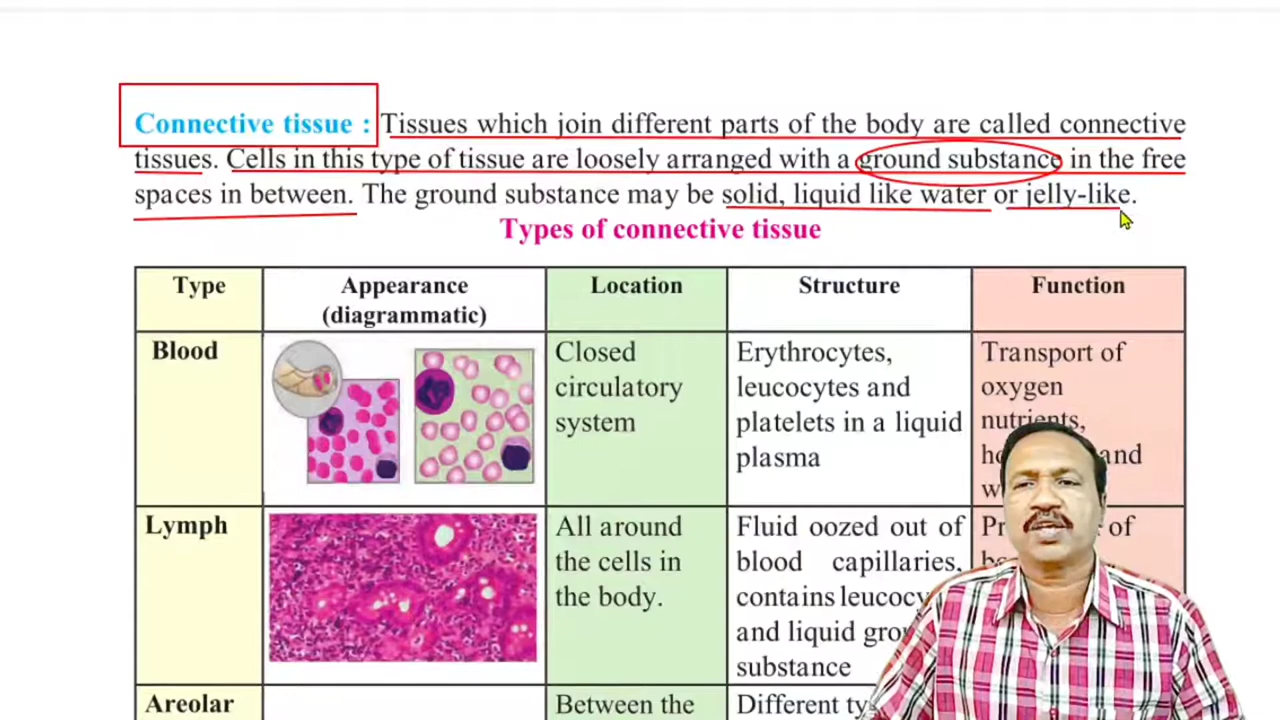 Connective tissue : Tissues which join different parts of the body are called connective
tissues. Cells in this type of tissue are loosely arranged with a ground substance in the free
spaces in between. The ground substance may be solid, liquid like water or jelly-like.
Types of connective tissue
Type Appearance (diagrammatic) Location Structure Function
Blood
Closed
circulatory
system
Erythrocytes,
leucocytes and
platelets in a liquid
plasma
Transport of
oxygen
nutrients,
and
Lymph
All around
the cells in
the body.
Fluid oozed out of
blood capillaries,
contains
and liquid
substance
of
Areolar
Between the
Different